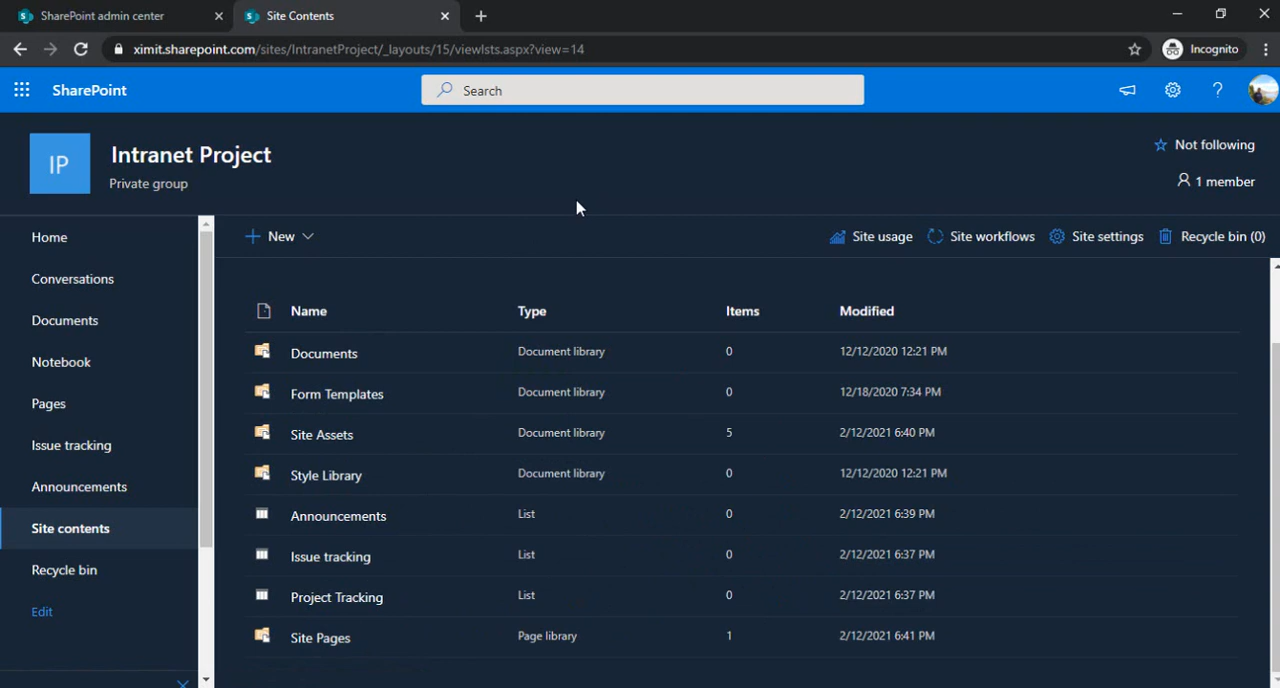 SharePoint admin center
Site Contents
ximit.sharepoint.com/sites/IntranetProject/_layouts/15/viewlsts.aspx?view=14
Incognito
SharePoint
Search
?
IP
Intranet Project
Private group
Not following
1 member
Home
Conversations
Documents
Notebook
Pages
Issue tracking
Announcements
Site contents
Recycle bin
Edit
New
Site usage
Site workflows
Site settings
Recycle bin (0)
Name Type Items Modified
Documents Document library 0 12/12/2020 12:21 PM
Form Templates Document library 0 12/18/2020 7:34 PM
Site Assets Document library 5 2/12/2021 6:40 PM
Style Library Document library 0 12/12/2020 12:21 PM
Announcements List 0 2/12/2021 6:39 PM
Issue tracking List 0 2/12/2021 6:37 PM
Project Tracking List 0 2/12/2021 6:37 PM
Site Pages Page library 1 2/12/2021 6:41 PM